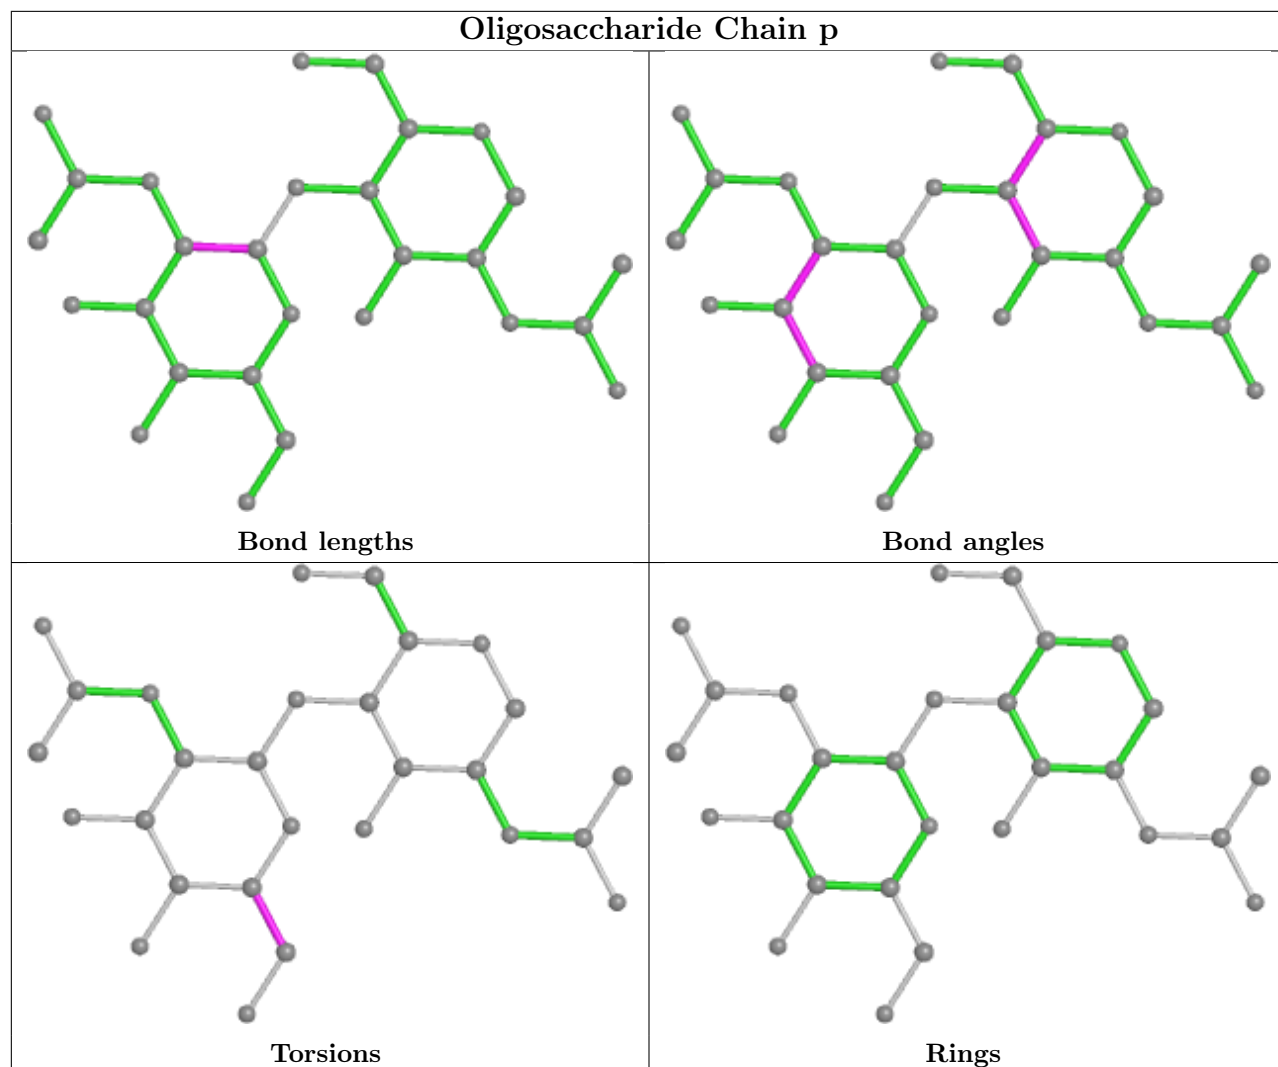 Oligosaccharide Chain p
Bond lengths
Bond angles
Torsions
Rings